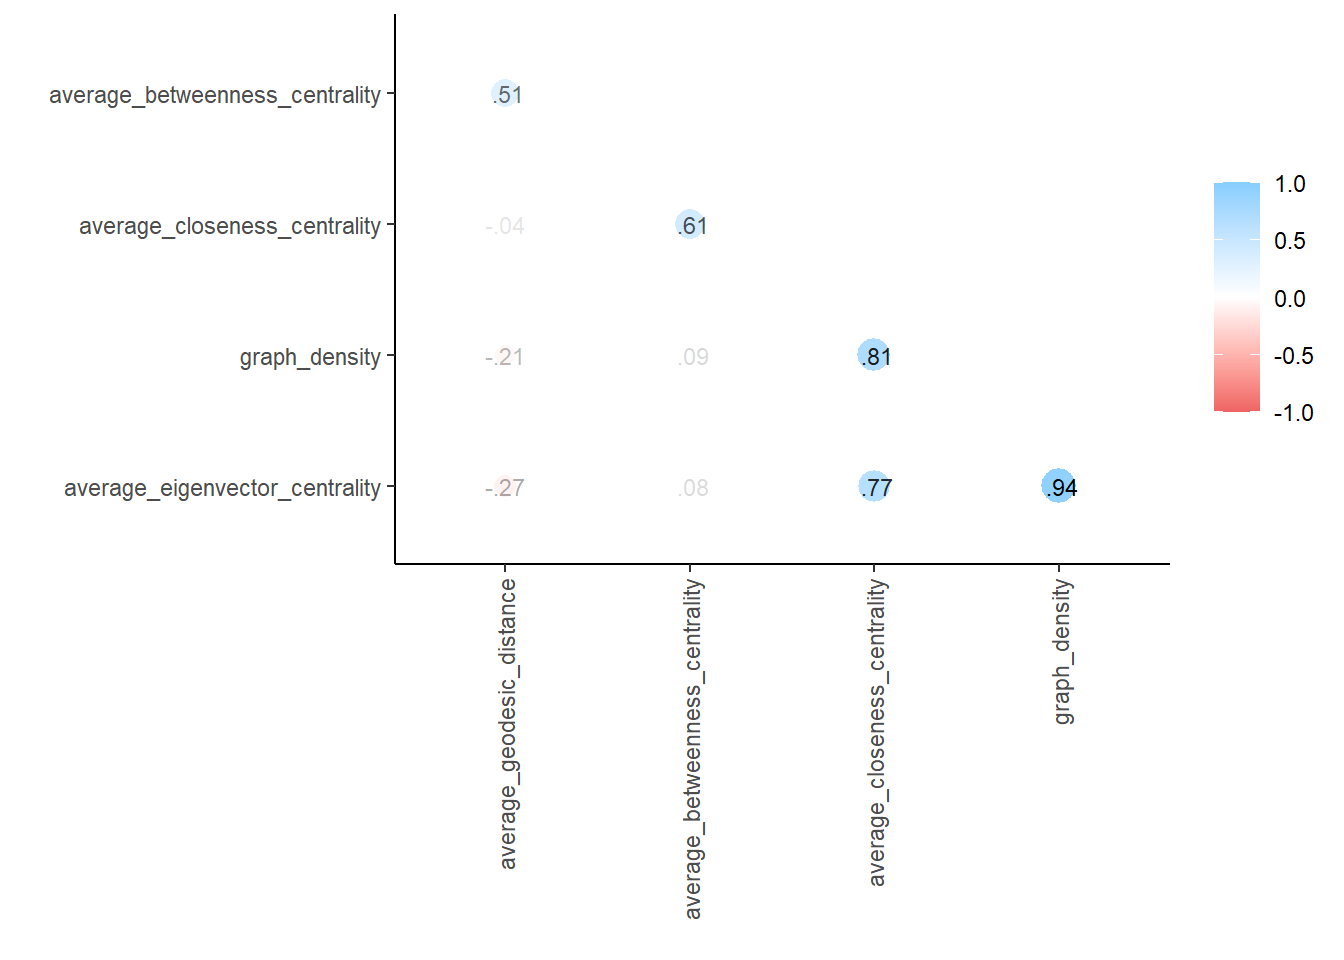 average_betweenness_centrality .51
average_closeness_centrality -.04 .61
graph_density -.21 .09 .81
average_eigenvector_centrality -.27 .08 .77 .94
average_geodesic_distance
average_betweenness_centrality
average_closeness_centrality
graph_density
1.0
0.5
0.0
-0.5
-1.0